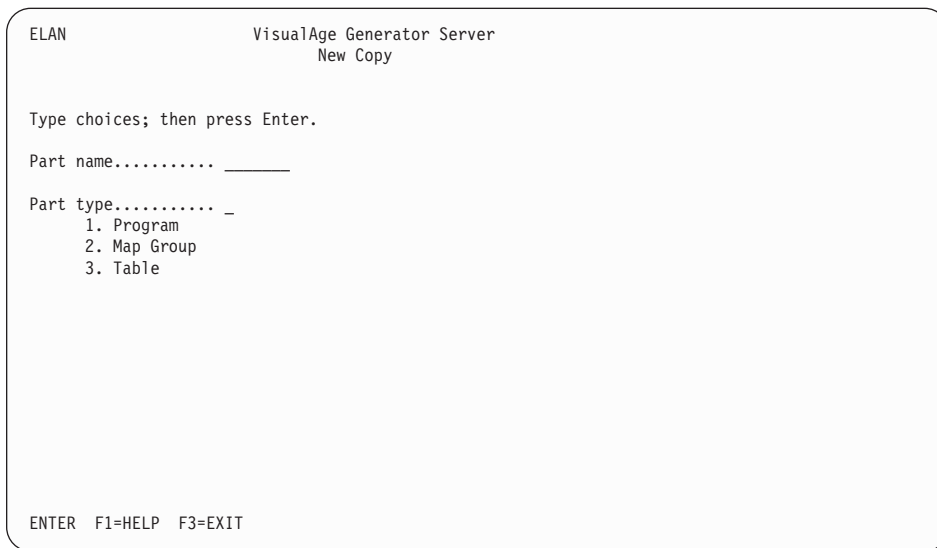 ELAN VisualAge Generator Server
New Copy
Type choices; then press Enter.
Part name........... _______
Part type........... _
1. Program
2. Map Group
3. Table
ENTER F1=HELP F3=EXIT